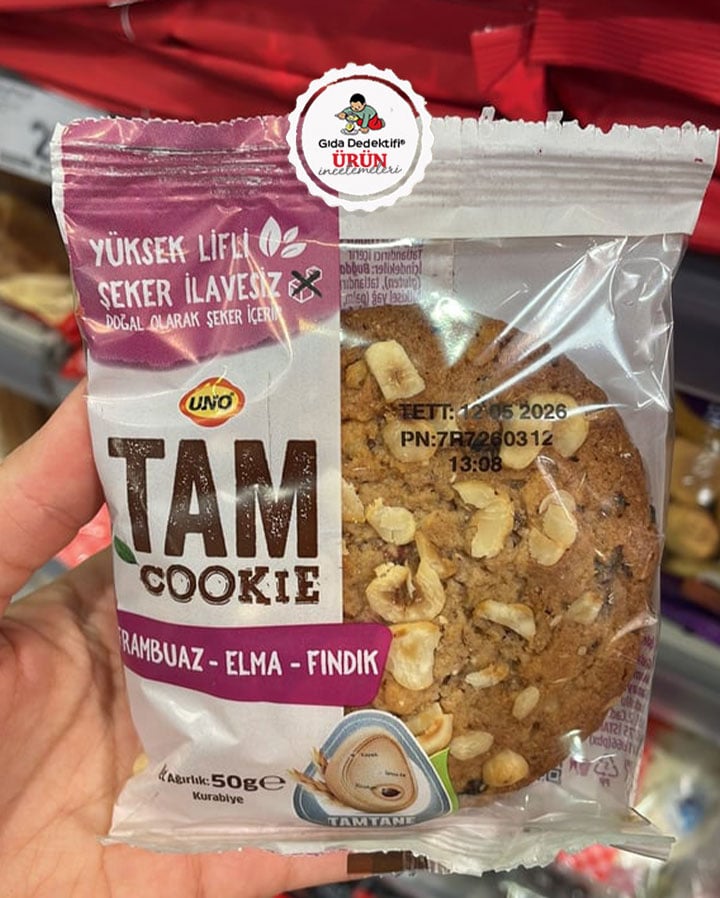 Gıda Dedektifi®
ÜRÜN
incelemeleri
YÜKSEK LİFLİ
ŞEKER İLAVESİZ
DOĞAL OLARAK ŞEKER İÇERİR
UNO
TETT: 12 05 2026
PN:7R7260312
13:08
TAM
COOKIE
FRAMBUAZ - ELMA - FINDIK
Ağırlık: 50g e
Kurabiye
TAMTANE